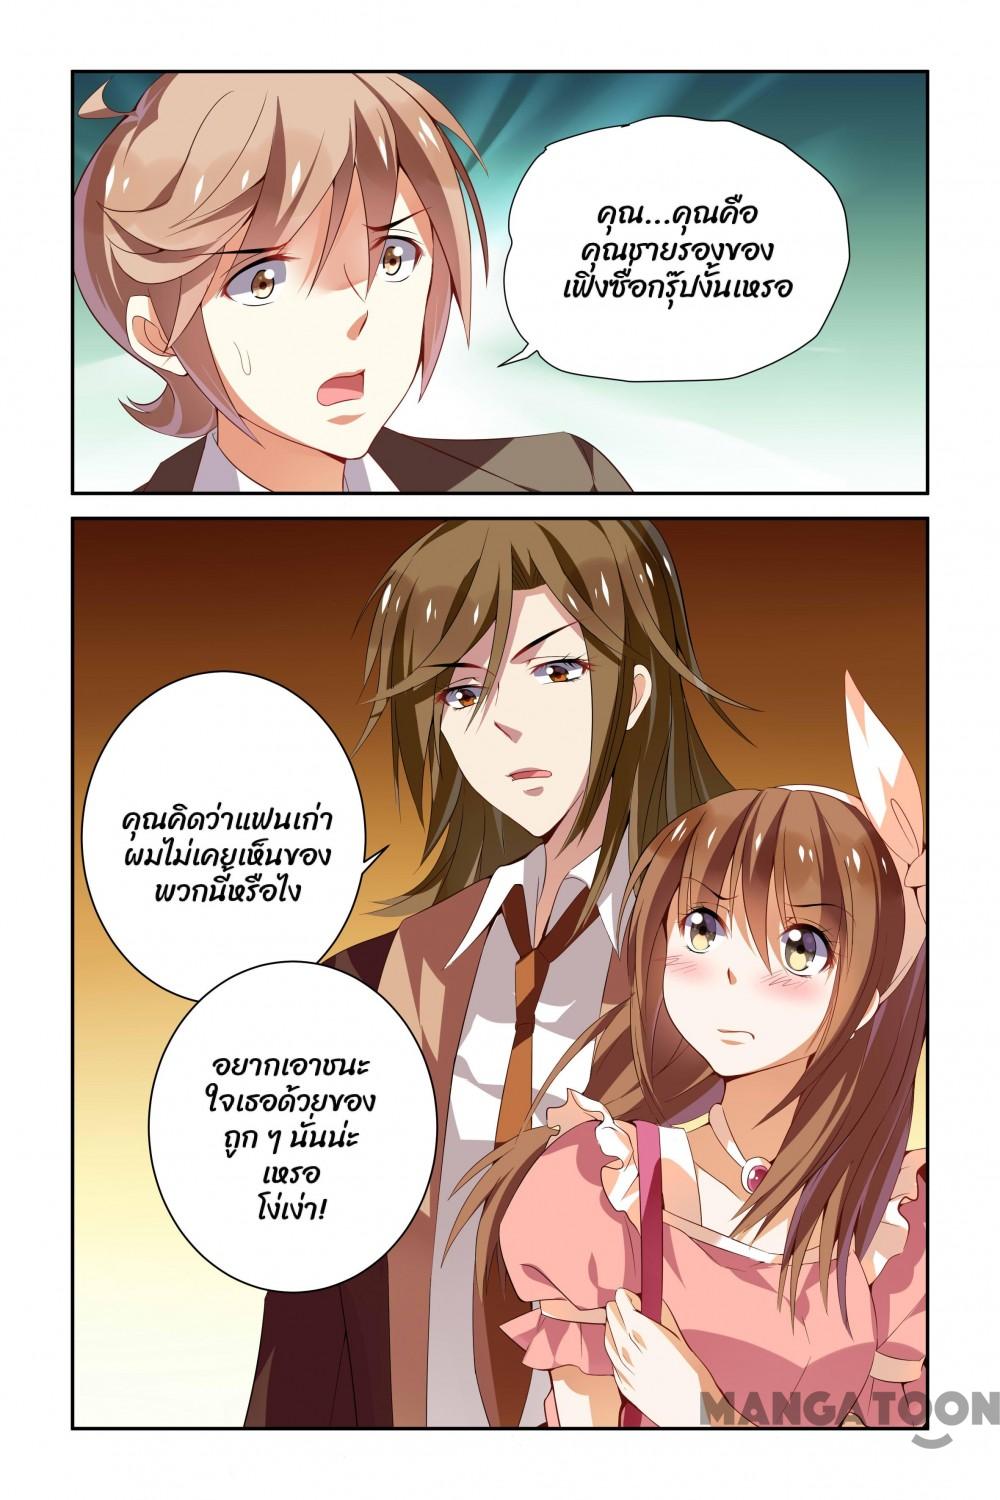 คุณ...คุณคือ
คุณชายรองของ
เฟิงซือกรุ๊ปงั้นเหรอ
คุณคิดว่าแฟนเก่า
ผมไม่เคยเห็นของ
พวกนี้หรือไง
อยากเอาชนะ
ใจเธอด้วยของ
ถูก ๆ นั่นน่ะ
เหรอ
โง่เง่า!
MANGATOON